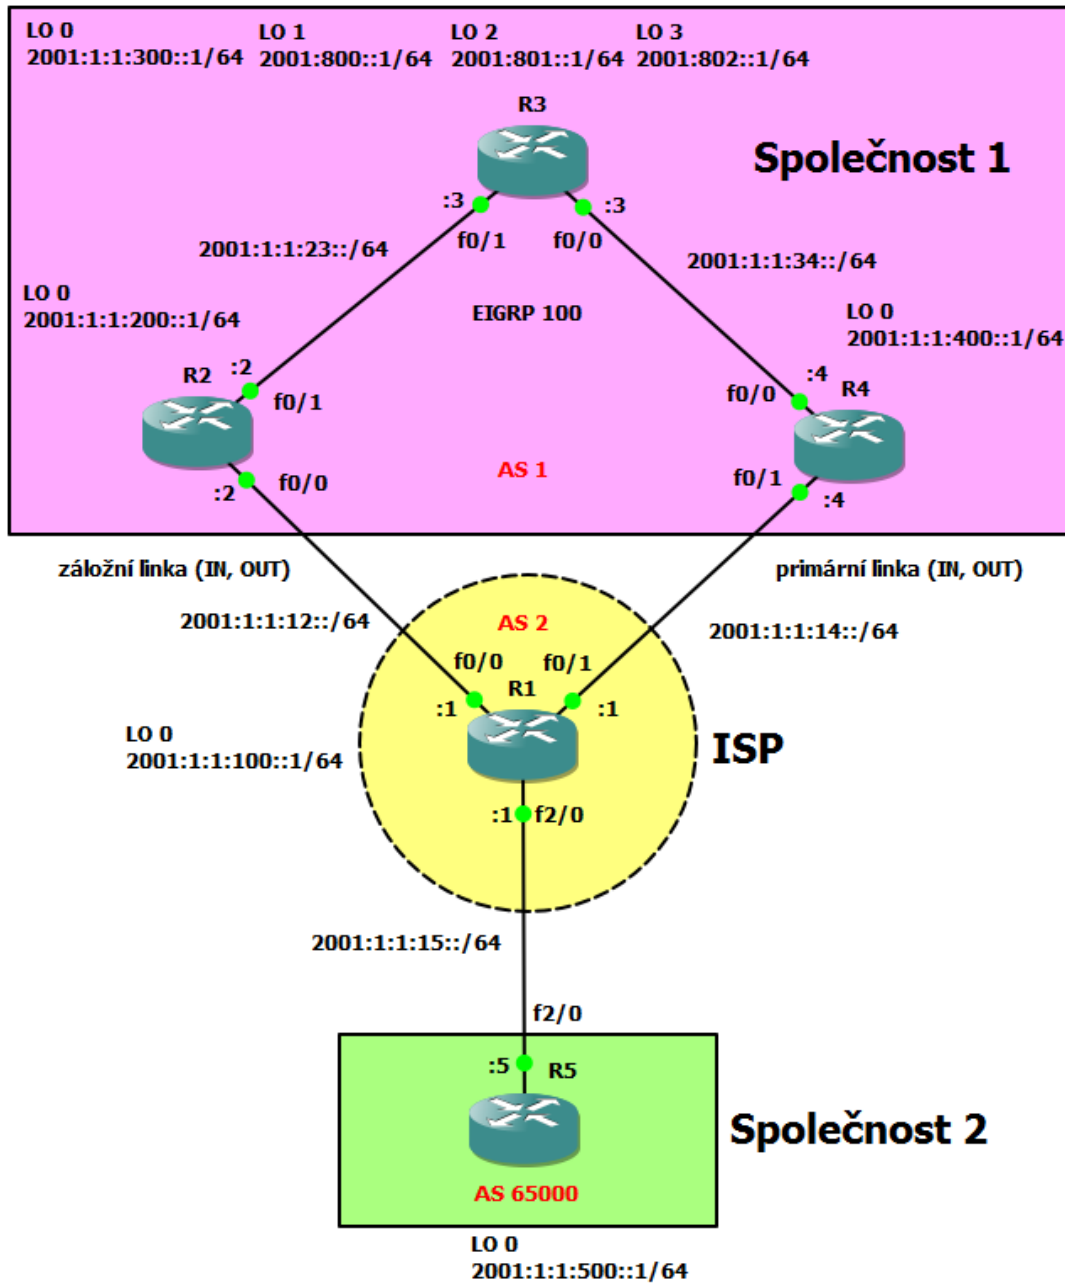 LO 0
2001:1:1:300::1/64
LO 1
2001:800::1/64
LO 2
2001:801::1/64
LO 3
2001:802::1/64
R3
Společnost 1
:3
:3
f0/1
f0/0
2001:1:1:23::/64
2001:1:1:34::/64
LO 0
2001:1:1:200::1/64
EIGRP 100
LO 0
2001:1:1:400::1/64
:2
R2
f0/1
:4
R4
f0/0
AS 1
:2
f0/0
f0/1
:4
záložní linka (IN, OUT)
primární linka (IN, OUT)
2001:1:1:12::/64
AS 2
2001:1:1:14::/64
f0/0
f0/1
R1
:1
:1
LO 0
2001:1:1:100::1/64
ISP
:1
f2/0
2001:1:1:15::/64
f2/0
:5
R5
Společnost 2
AS 65000
LO 0
2001:1:1:500::1/64